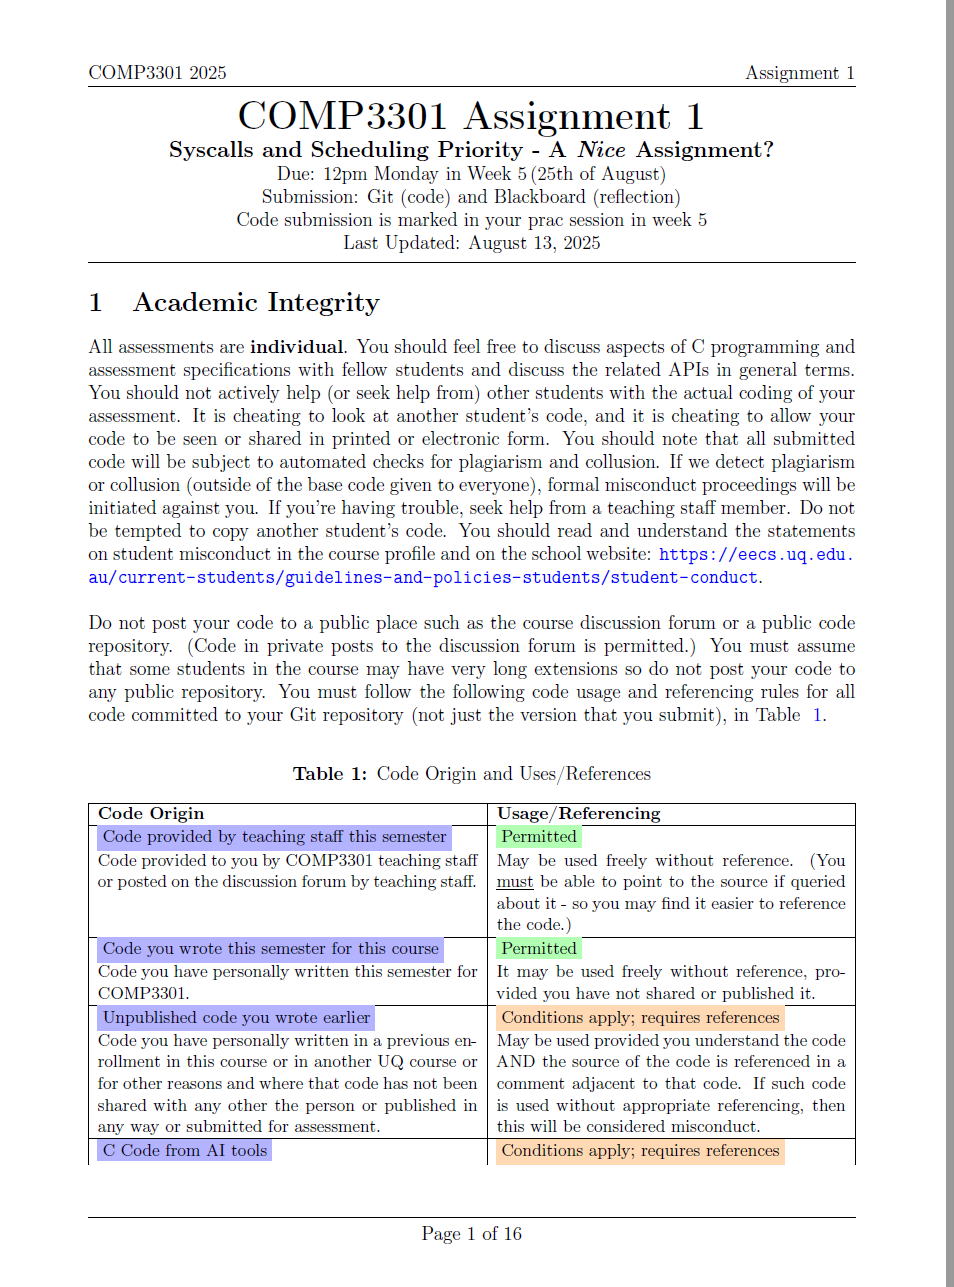 COMP3301 2025 Assignment 1
COMP3301 Assignment 1
Syscalls and Scheduling Priority - A Nice Assignment?
Due: 12pm Monday in Week 5 (25th of August)
Submission: Git (code) and Blackboard (reflection)
Code submission is marked in your prac session in week 5
Last Updated: August 13, 2025
1 Academic Integrity
All assessments are individual. You should feel free to discuss aspects of C programming and
assessment specifications with fellow students and discuss the related APIs in general terms.
You should not actively help (or seek help from) other students with the actual coding of your
assessment. It is cheating to look at another student's code, and it is cheating to allow your
code to be seen or shared in printed or electronic form. You should note that all submitted
code will be subject to automated checks for plagiarism and collusion. If we detect plagiarism
or collusion (outside of the base code given to everyone), formal misconduct proceedings will be
initiated against you. If you're having trouble, seek help from a teaching staff member. Do not
be tempted to copy another student's code. You should read and understand the statements
on student misconduct in the course profile and on the school website: https://eecs.uq.edu.
au/current-students/guidelines-and-policies-students/student-conduct.
Do not post your code to a public place such as the course discussion forum or a public code
repository. (Code in private posts to the discussion forum is permitted.) You must assume
that some students in the course may have very long extensions so do not post your code to
any public repository. You must follow the following code usage and referencing rules for all
code committed to your Git repository (not just the version that you submit), in Table 1.
Table 1: Code Origin and Uses/References
Code Origin
Usage/Referencing
Code provided by teaching staff this semester
Code provided to you by COMP3301 teaching staff
or posted on the discussion forum by teaching staff.
Permitted
May be used freely without reference. (You
must be able to point to the source if queried
about it - so you may find it easier to reference
the code.)
Code you wrote this semester for this course
Code you have personally written this semester for
COMP3301.
Permitted
It may be used freely without reference, pro-
vided you have not shared or published it.
Unpublished code you wrote earlier
Code you have personally written in a previous en-
rollment in this course or in another UQ course or
for other reasons and where that code has not been
shared with any other the person or published in
any way or submitted for assessment.
Conditions apply; requires references
May be used provided you understand the code
AND the source of the code is referenced in a
comment adjacent to that code. If such code
is used without appropriate referencing, then
this will be considered misconduct.
C Code from AI tools
Conditions apply; requires references
Page 1 of 16